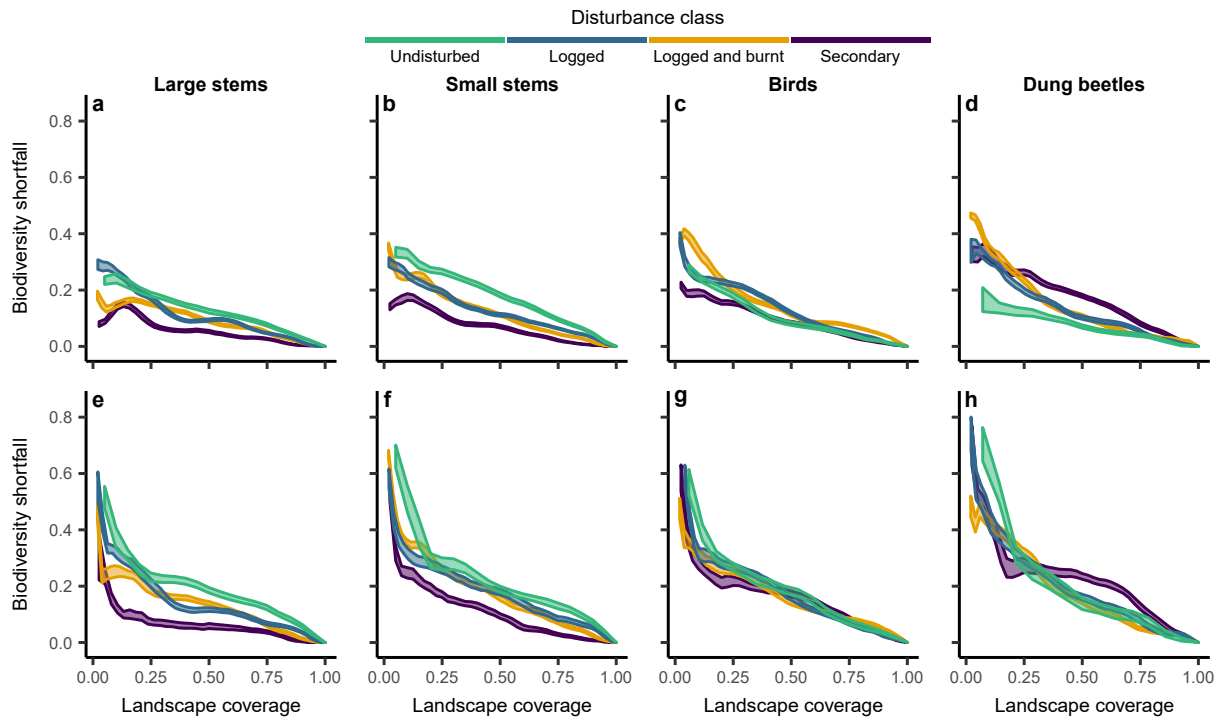 Disturbance class
Undisturbed Logged Logged and burnt Secondary
Large stems Small stems Birds Dung beetles
a b c d
Biodiversity shortfall
0.8
0.6
0.4
0.2
0.0
e f g h
Biodiversity shortfall
0.8
0.6
0.4
0.2
0.0
0.00 0.25 0.50 0.75 1.00 0.00 0.25 0.50 0.75 1.00 0.00 0.25 0.50 0.75 1.00 0.00 0.25 0.50 0.75 1.00
Landscape coverage Landscape coverage Landscape coverage Landscape coverage